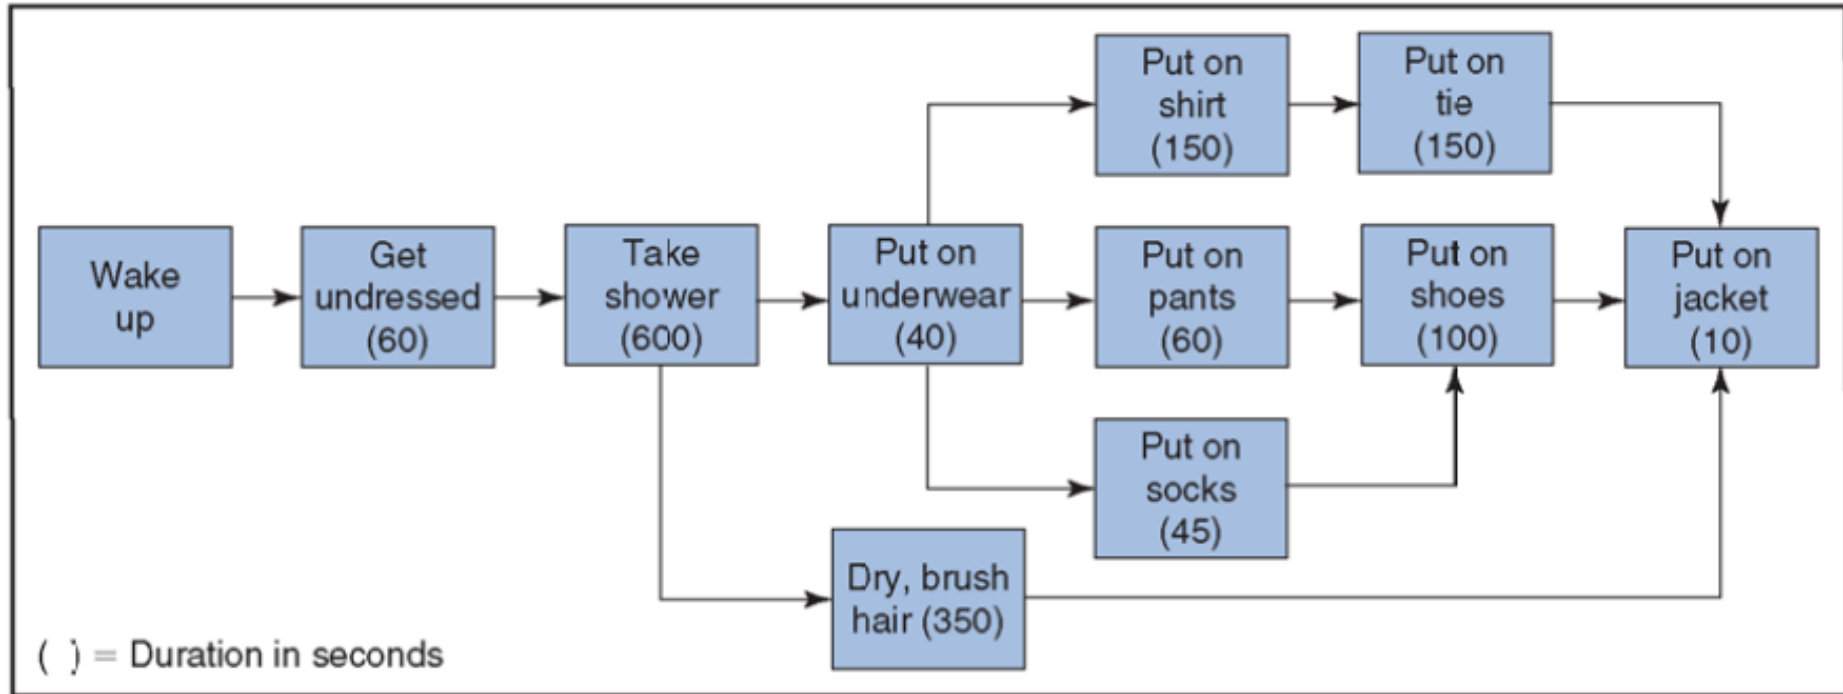 Put on
shirt
(150)
Put on
tie
(150)
Wake
up
Get
undressed
(60)
Take
shower
(600)
Put on
underwear
(40)
Put on
pants
(60)
Put on
shoes
(100)
Put on
jacket
(10)
Put on
socks
(45)
Dry, brush
hair (350)
( ) = Duration in seconds